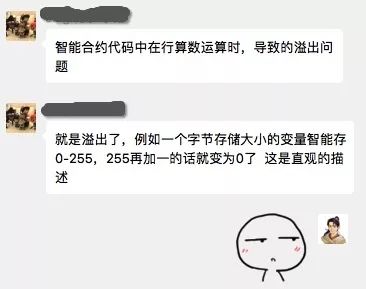 智能合约代码中在行算数运算时，导致的溢出问
题
就是溢出了，例如一个字节存储大小的变量智能存
0-255，255再加一的话就变为0了 这是直观的描
述